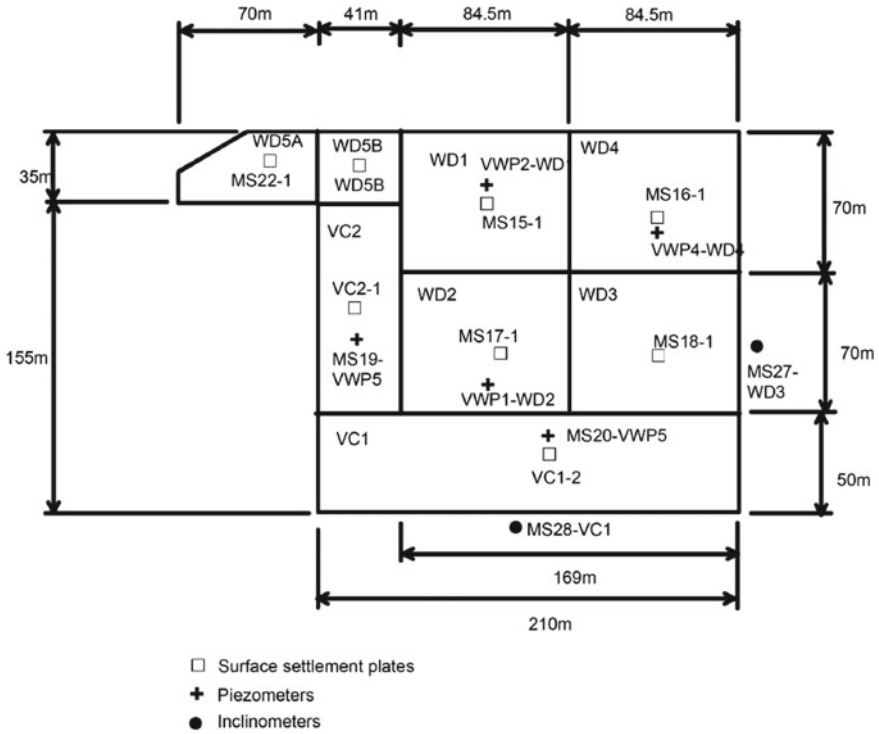 70m
41m
84.5m
84.5m
WD5A
MS22-1
WD5B
WD5B
WD1
VWP2-WD1
MS15-1
WD4
MS16-1
VWP4-WD4
35m
70m
VC2
VC2-1
MS19-
VWP5
WD2
MS17-1
VWP1-WD2
WD3
MS18-1
MS27-
WD3
155m
70m
VC1
MS20-VWP5
VC1-2
50m
MS28-VC1
169m
210m
Surface settlement plates
Piezometers
Inclinometers